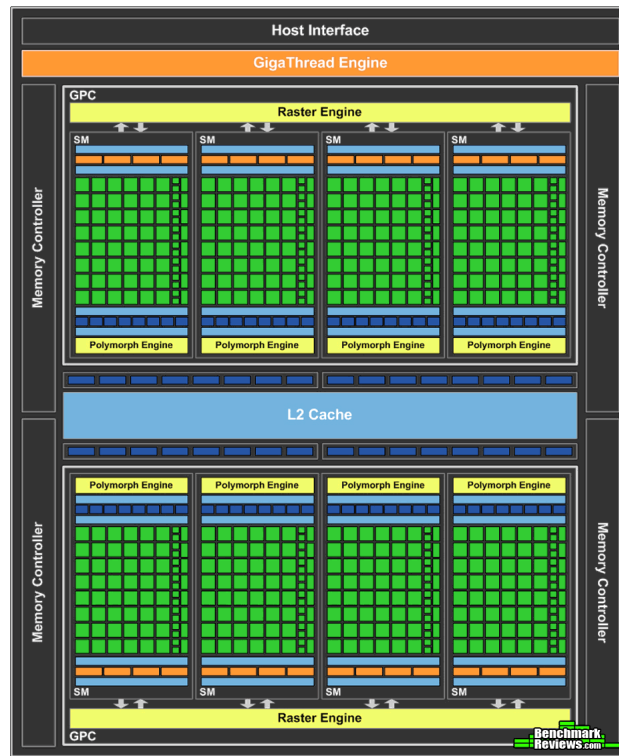 Host Interface
GigaThread Engine
GPC
Raster Engine
SM SM SM SM
Memory Controller
Memory Controller
Polymorph Engine Polymorph Engine Polymorph Engine Polymorph Engine
L2 Cache
Memory Controller
Memory Controller
Polymorph Engine Polymorph Engine Polymorph Engine Polymorph Engine
SM SM SM SM
Raster Engine
GPC
Benchmark
Reviews.com